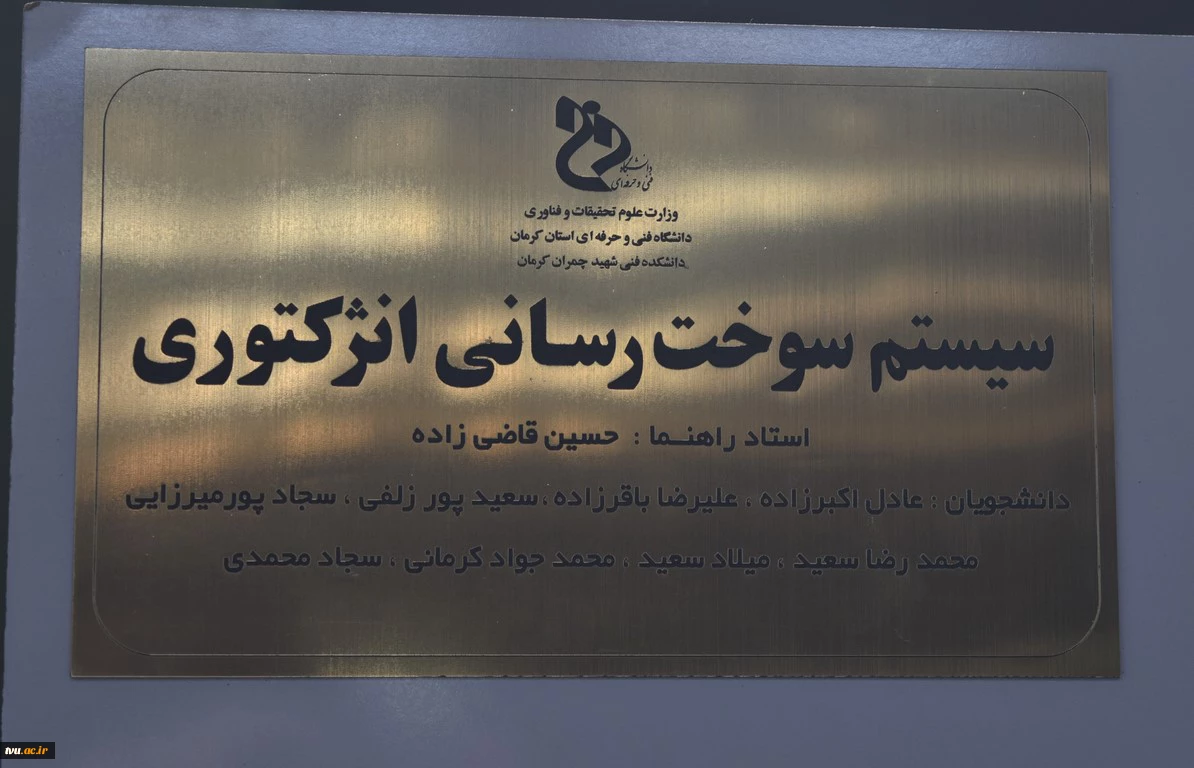 دانشگاه
فنی و حرفه ای
وزارت علوم تحقیقات و فناوری
دانشگاه فنی و حرفه ای استان کرمان
دانشکده فنی شهید چمران کرمان
سیستم سوخت رسانی انژکتوری
استاد راهنما : حسین قاضی زاده
دانشجویان : عادل اکبرزاده ، علیرضا باقرزاده ، سعید پور زلفی ، سجاد پورمیرزایی
محمد رضا سعید ، میلاد سعید ، محمد جواد کرمانی ، سجاد محمدی
tvu.ac.ir